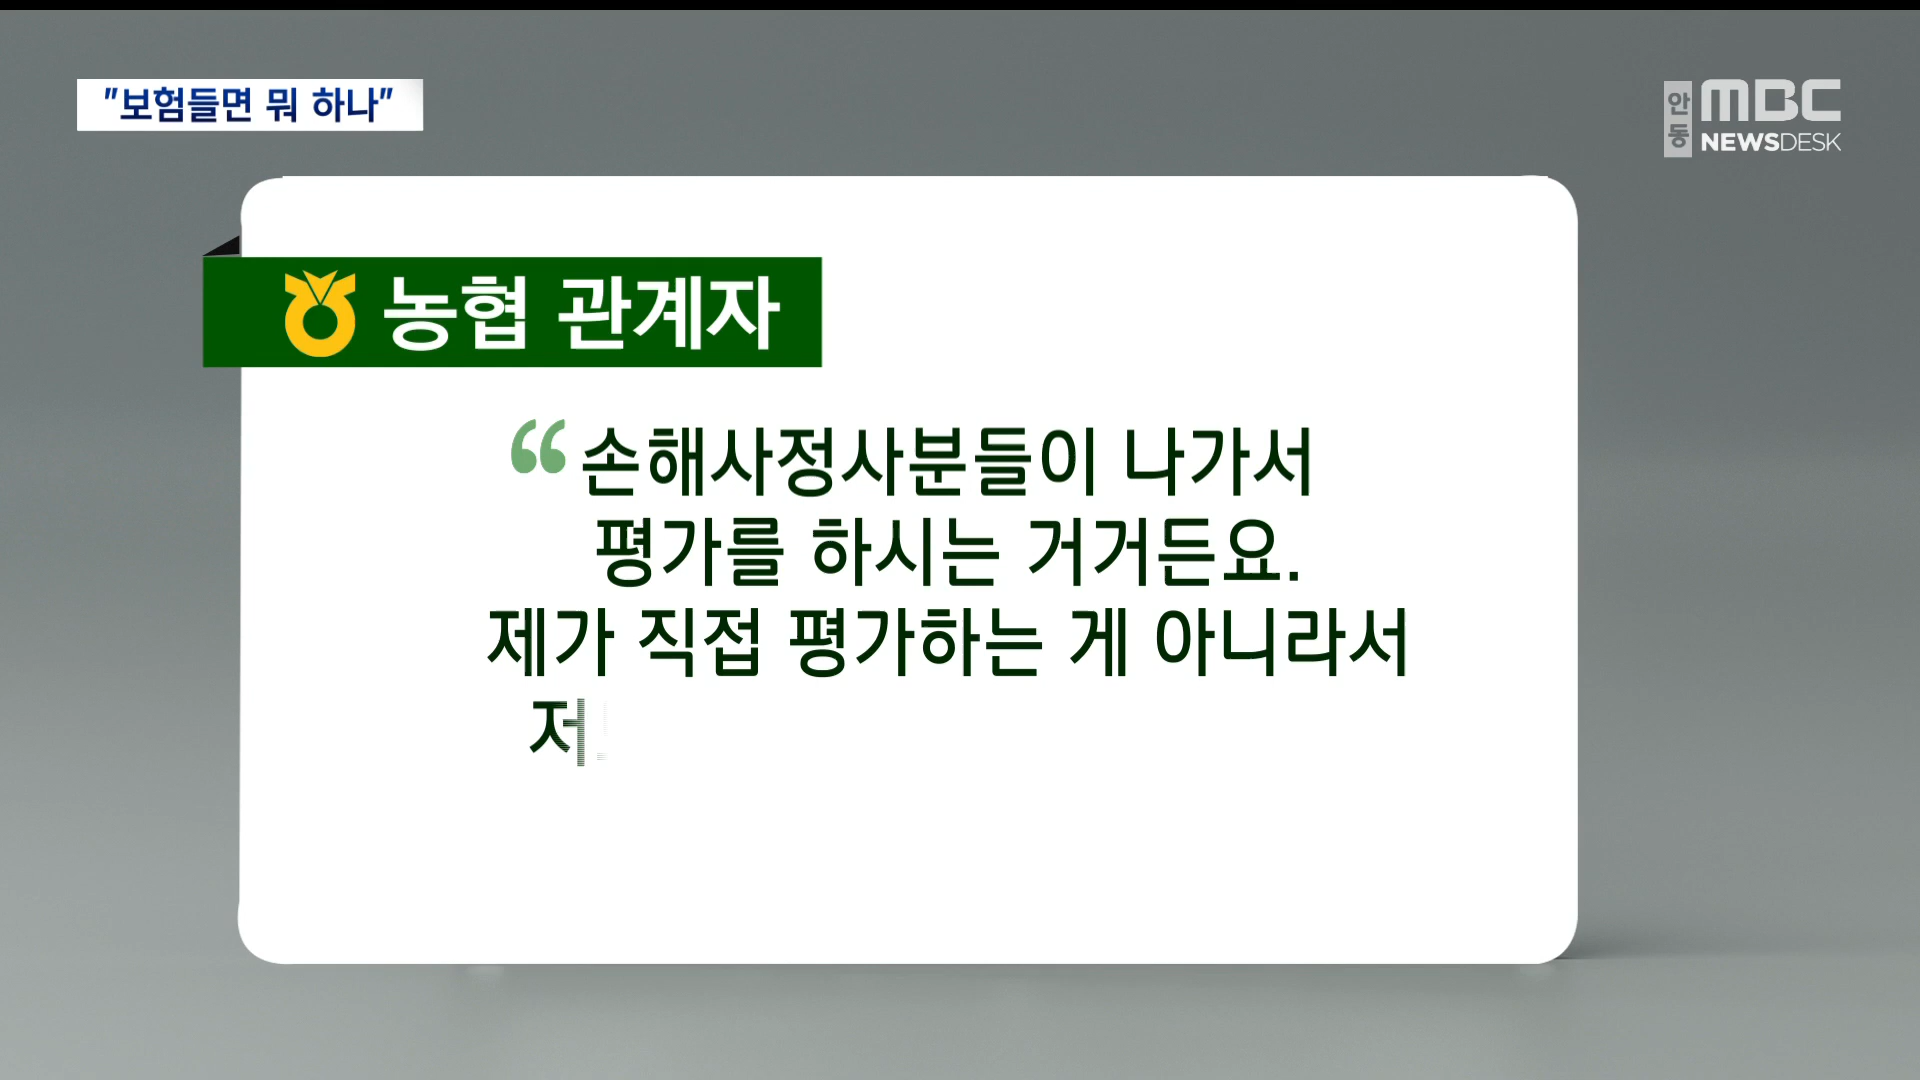 "보험들면 뭐 하나"
안동
MBC
NEWSDESK
농협 관계자
“손해사정사분들이 나가서
평가를 하시는 거거든요.
제가 직접 평가하는 게 아니라서
저